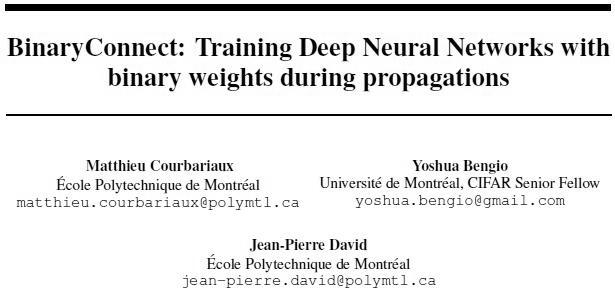 BinaryConnect: Training Deep Neural Networks with
binary weights during propagations
Matthieu Courbariaux
École Polytechnique de Montréal
matthieu.courbariaux@polymtl.ca
Yoshua Bengio
Université de Montréal, CIFAR Senior Fellow
yoshua.bengio@gmail.com
Jean-Pierre David
École Polytechnique de Montréal
jean-pierre.david@polymtl.ca